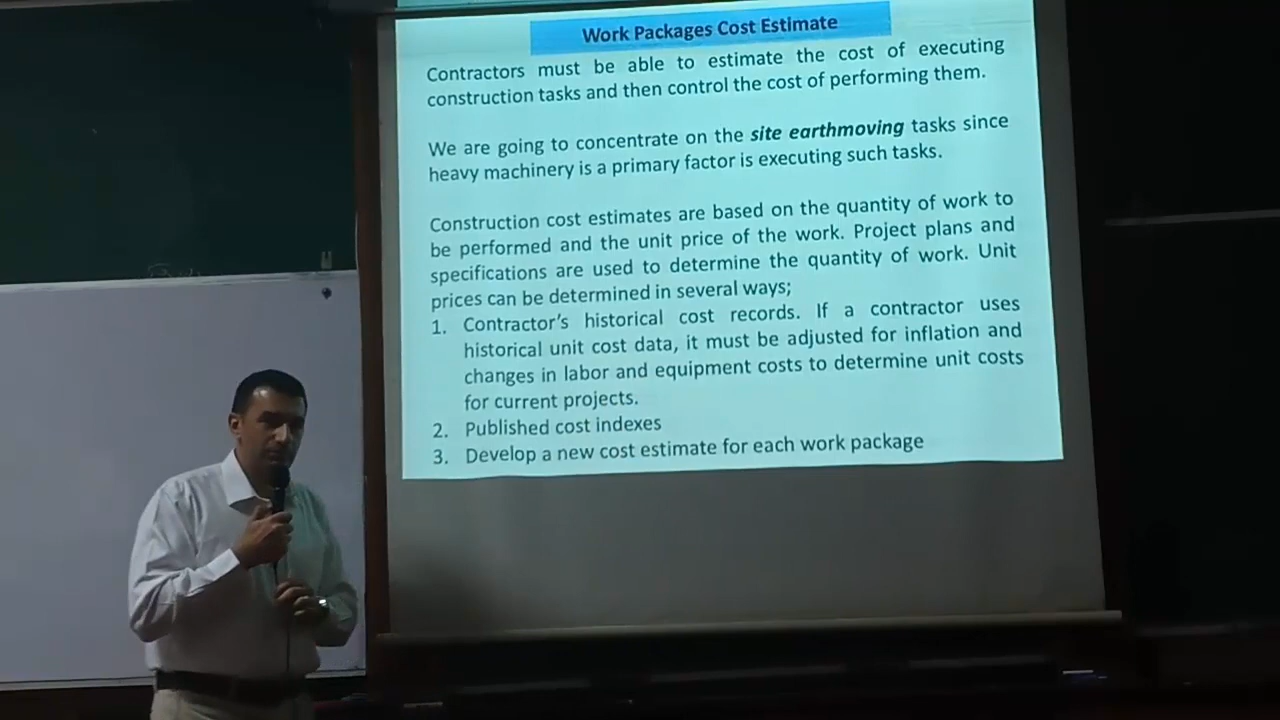 Work Packages Cost Estimate
Contractors must be able to estimate the cost of executing
construction tasks and then control the cost of performing them.
We are going to concentrate on the site earthmoving tasks since
heavy machinery is a primary factor is executing such tasks.
Construction cost estimates are based on the quantity of work to
be performed and the unit price of the work. Project plans and
specifications are used to determine the quantity of work. Unit
prices can be determined in several ways;
1. Contractor's historical cost records. If a contractor uses
historical unit cost data, it must be adjusted for inflation and
changes in labor and equipment costs to determine unit costs
for current projects.
2. Published cost indexes
3. Develop a new cost estimate for each work package